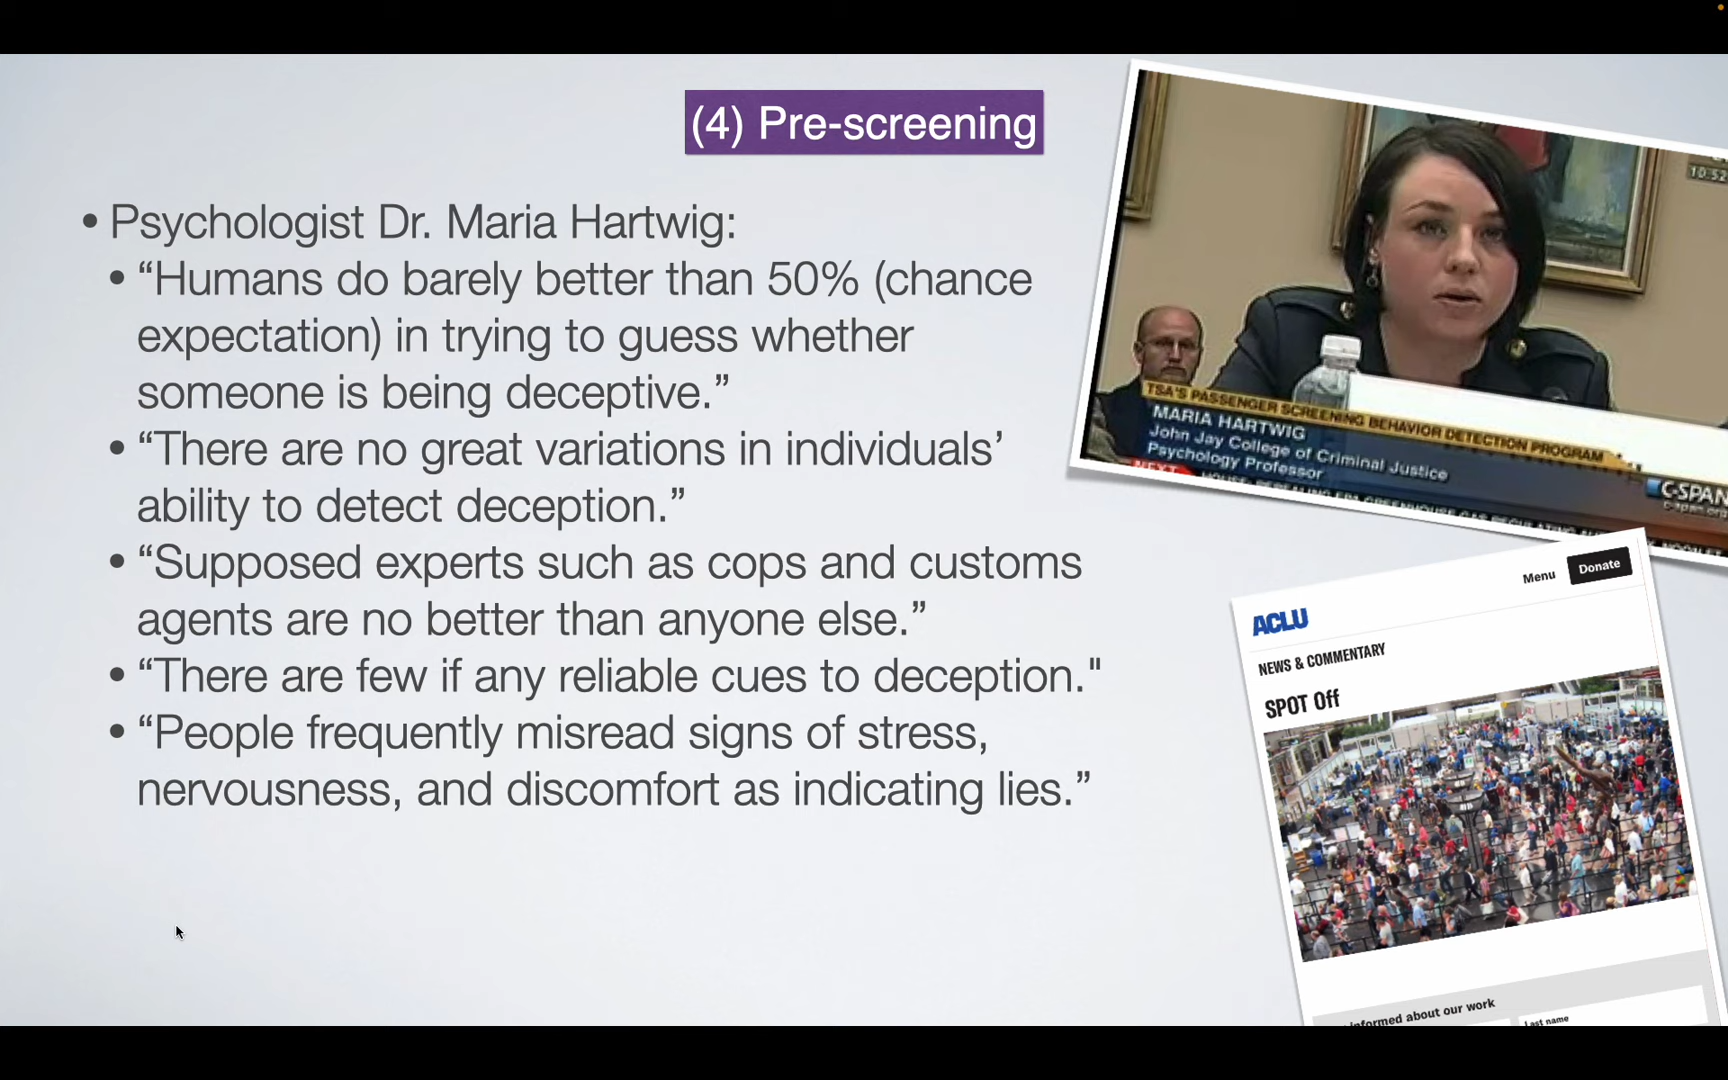 (4) Pre-screening
• Psychologist Dr. Maria Hartwig:
• “Humans do barely better than 50% (chance
expectation) in trying to guess whether
someone is being deceptive.”
• “There are no great variations in individuals’
ability to detect deception.”
• “Supposed experts such as cops and customs
agents are no better than anyone else.”
• “There are few if any reliable cues to deception."
• “People frequently misread signs of stress,
nervousness, and discomfort as indicating lies.”
10:52
TSA'S PASSENGER SCREENING BEHAVIOR DETECTION PROGRAM
MARIA HARTWIG
John Jay College of Criminal Justice
Psychology Professor
NEXT
C-SPAN
c-span.org
Menu
Donate
ACLU
NEWS & COMMENTARY
SPOT Off
informed about our work
Last name